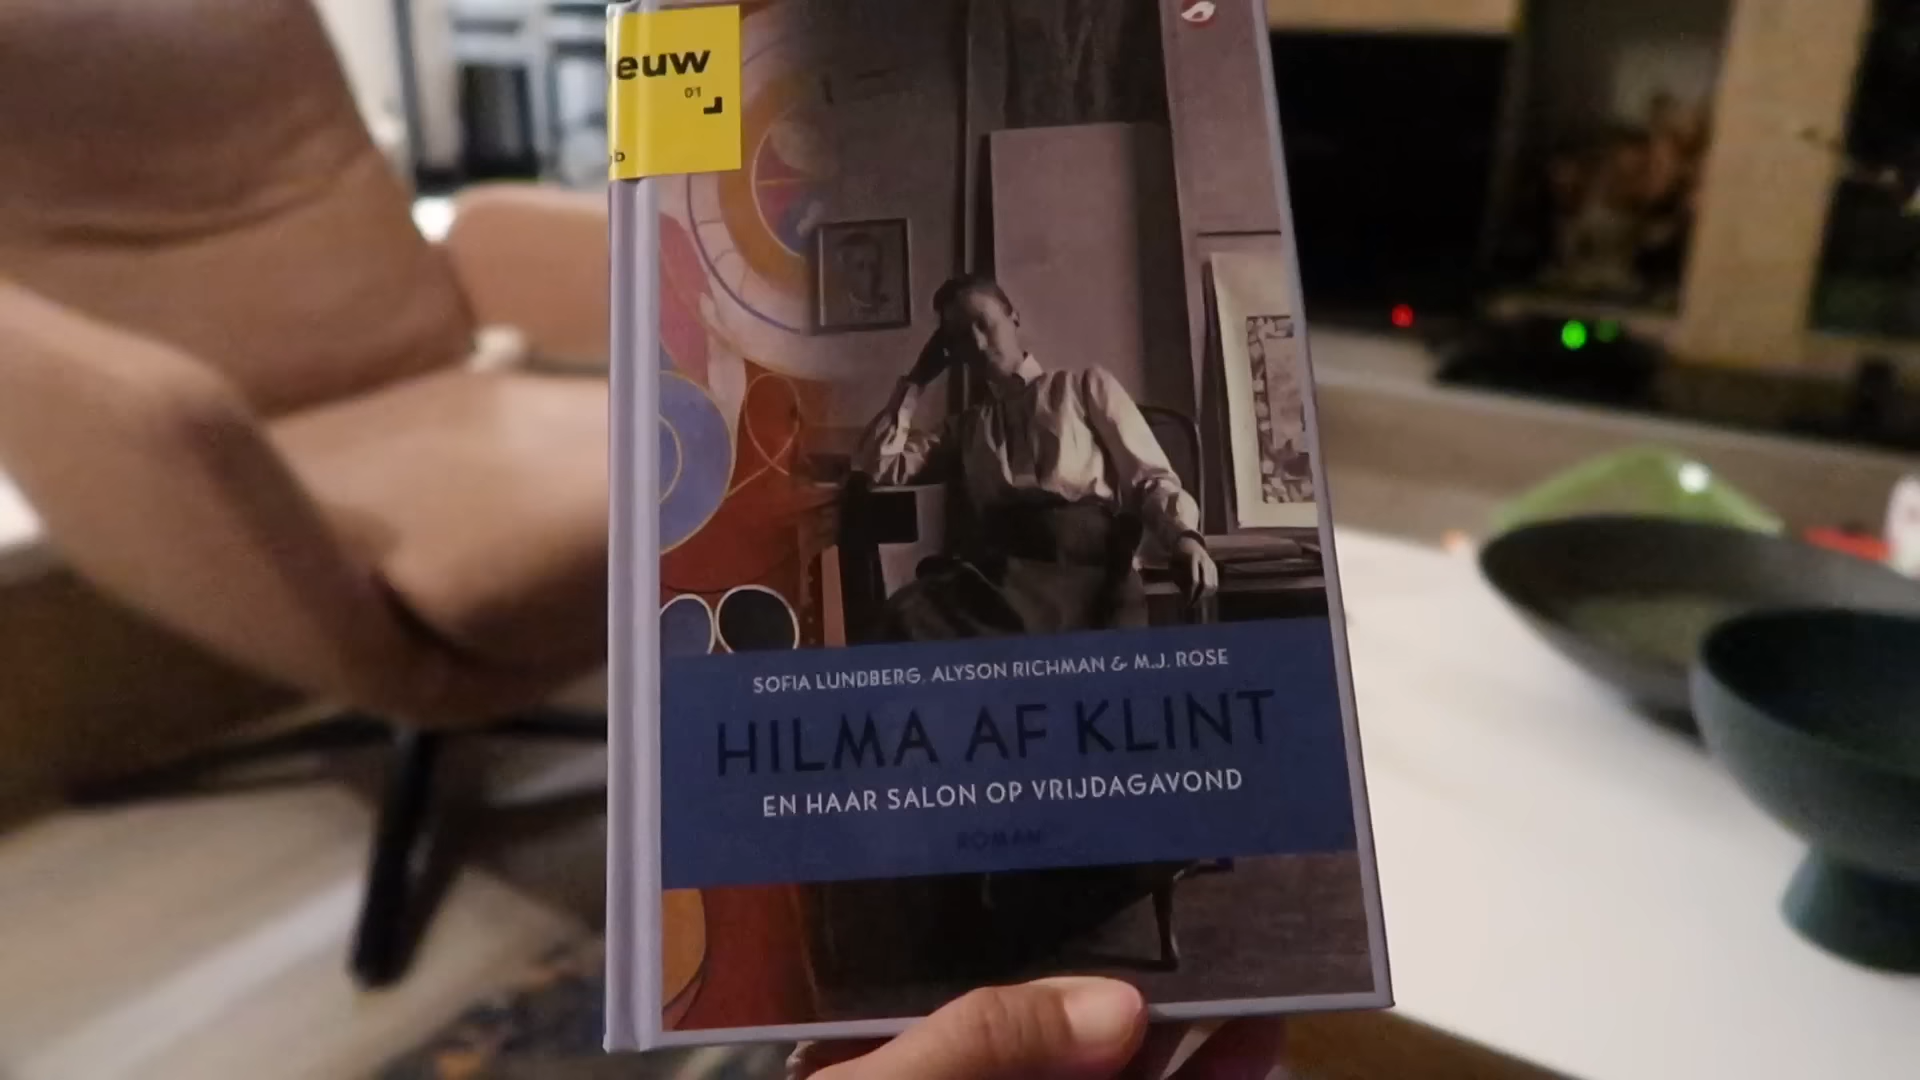 euw
01
b
SOFIA LUNDBERG, ALYSON RICHMAN & M.J. ROSE
HILMA AF KLINT
EN HAAR SALON OP VRIJDAGAVOND
ROMAN